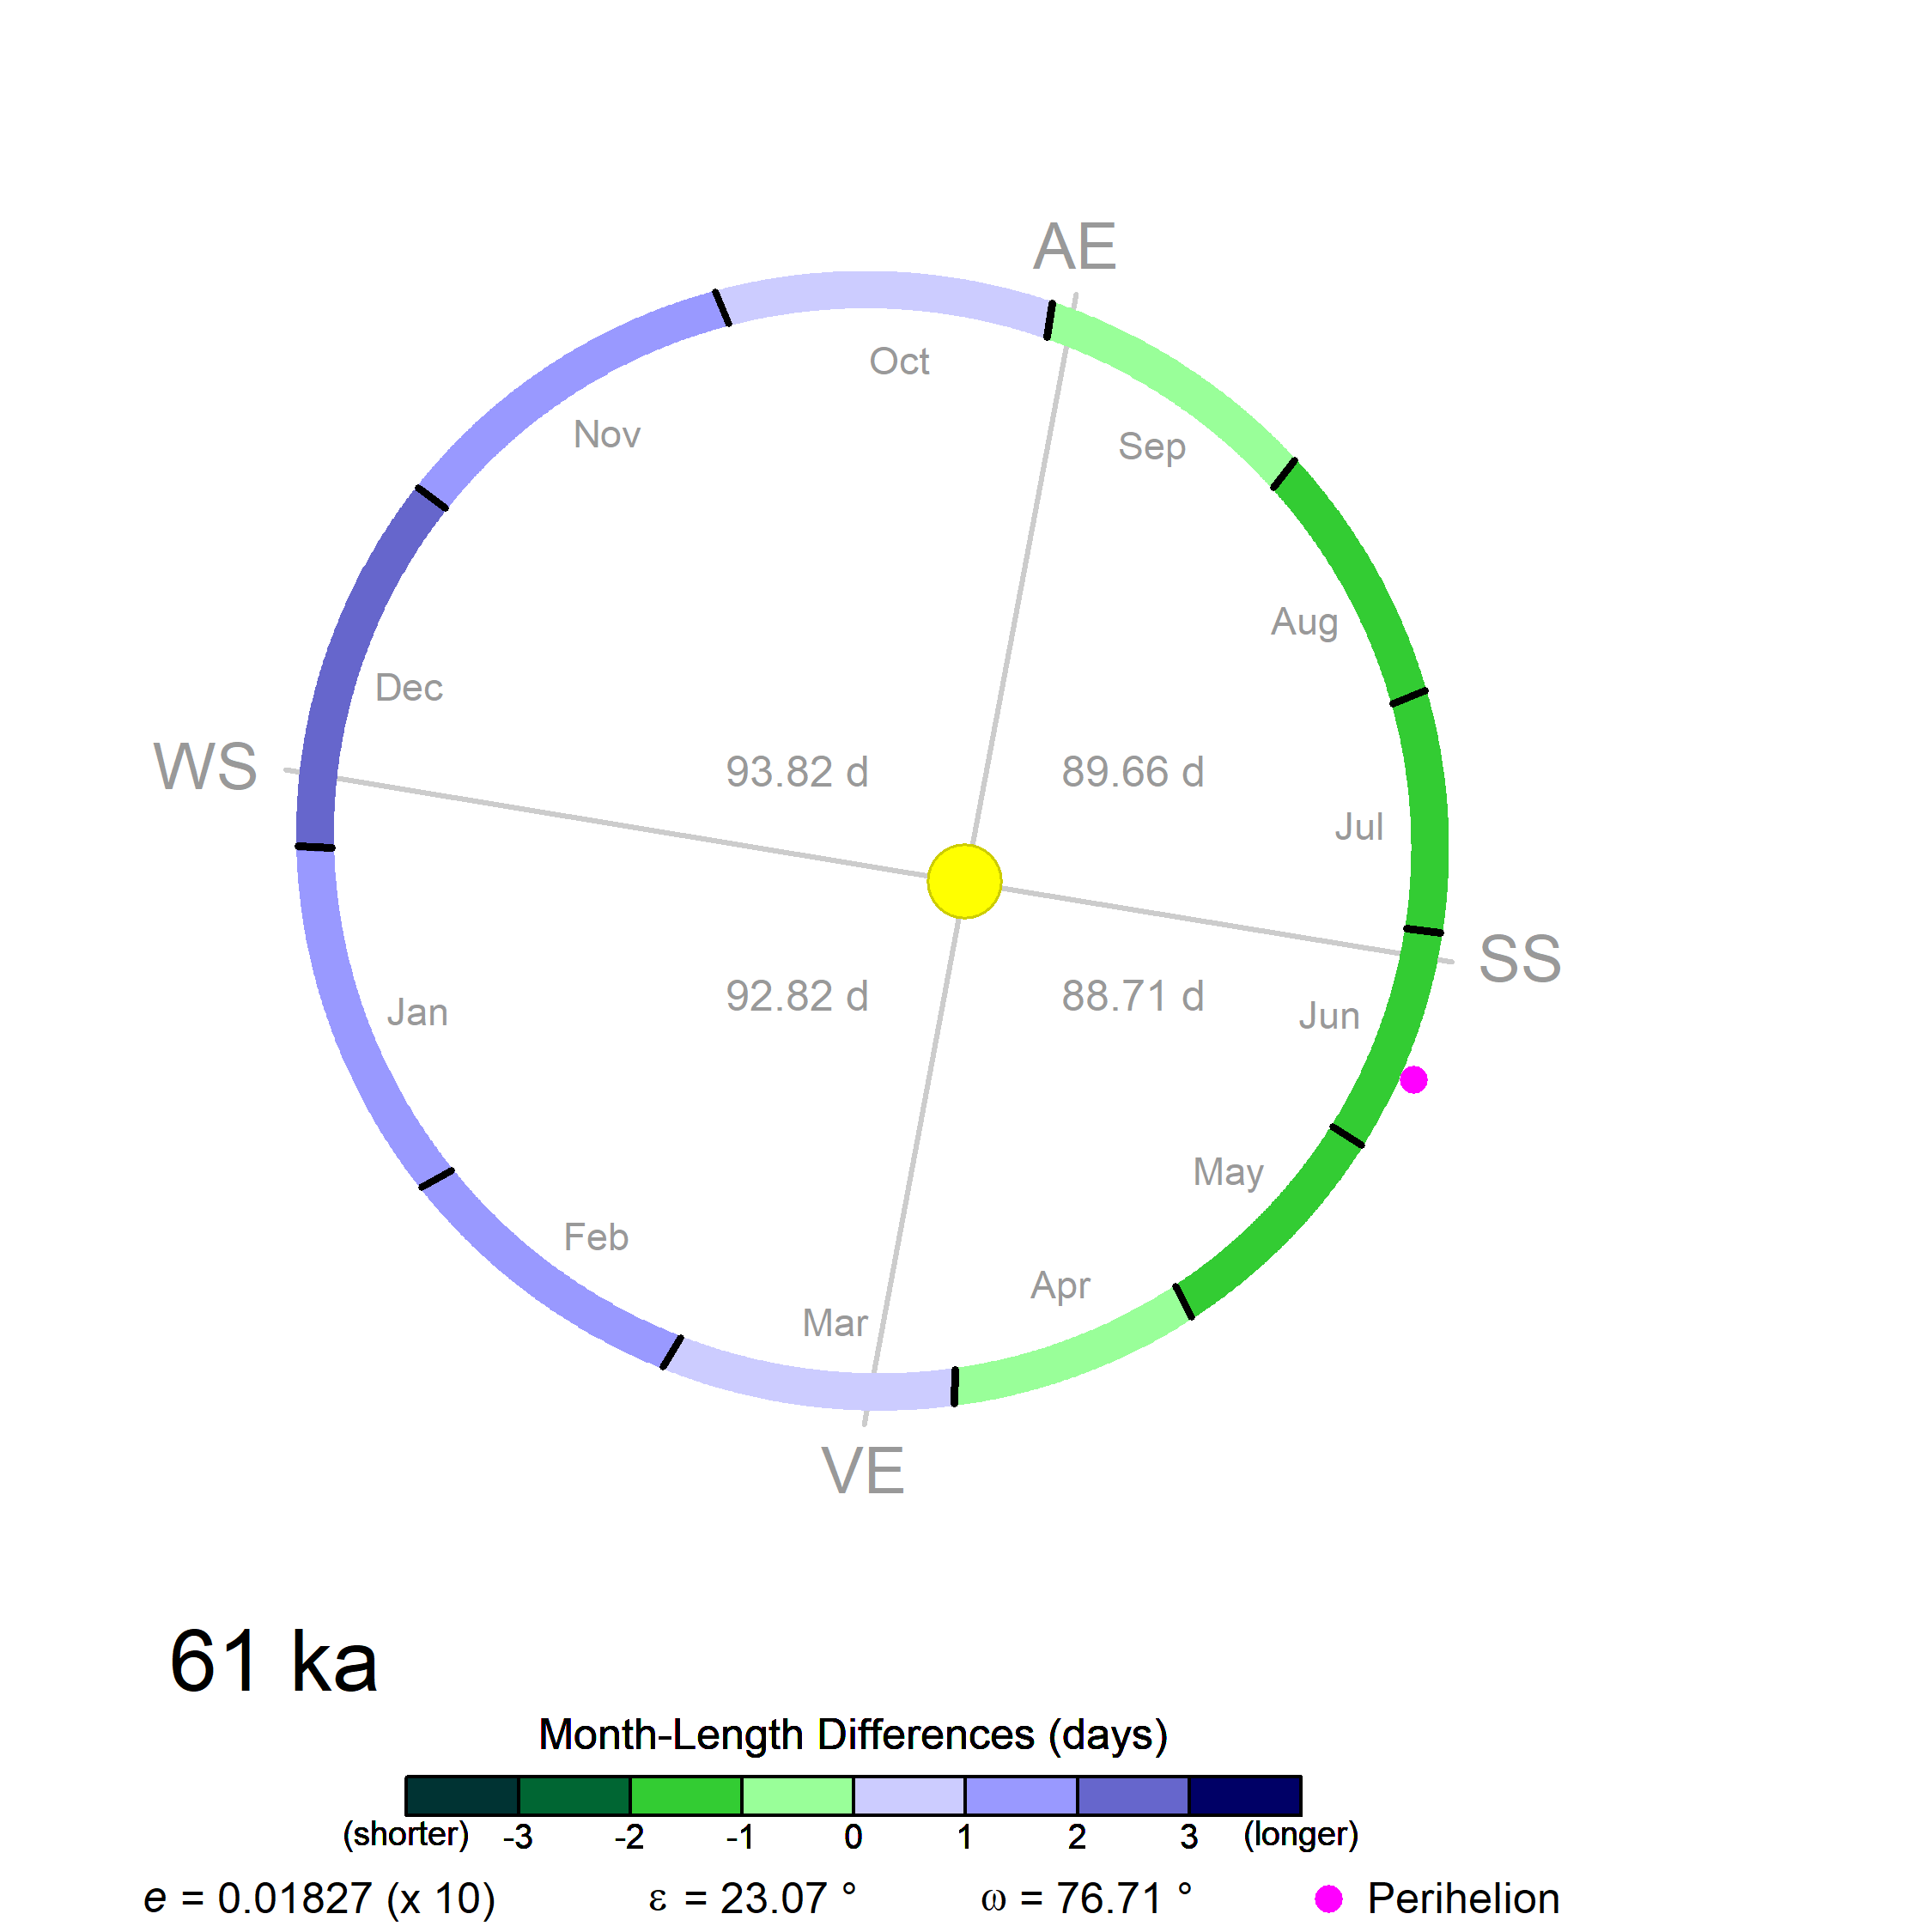 AE
Oct
Nov
Sep
Aug
Dec
WS
93.82 d
89.66 d
Jul
SS
92.82 d
88.71 d
Jan
Jun
May
Feb
Apr
Mar
VE
61 ka
Month-Length Differences (days)
(shorter) -3 -2 -1 0 1 2 3 (longer)
e = 0.01827 (x 10) ε = 23.07 ° ω = 76.71 ° Perihelion